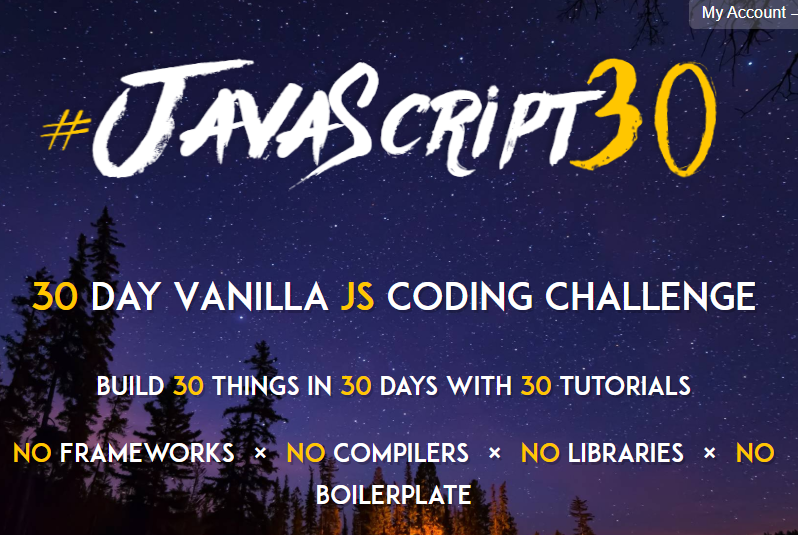 My Account –
#JAVASCRIPT30
30 DAY VANILLA JS CODING CHALLENGE
BUILD 30 THINGS IN 30 DAYS WITH 30 TUTORIALS
NO FRAMEWORKS × NO COMPILERS × NO LIBRARIES × NO
BOILERPLATE